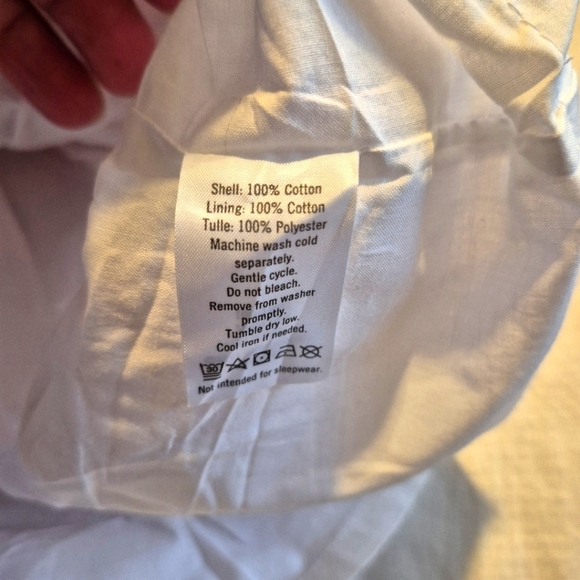 Shell: 100% Cotton
Lining: 100% Cotton
Tulle: 100% Polyester
Machine wash cold
separately.
Gentle cycle.
Do not bleach.
Remove from washer
promptly.
Tumble dry low.
Cool iron if needed.
30
Not intended for sleepwear.